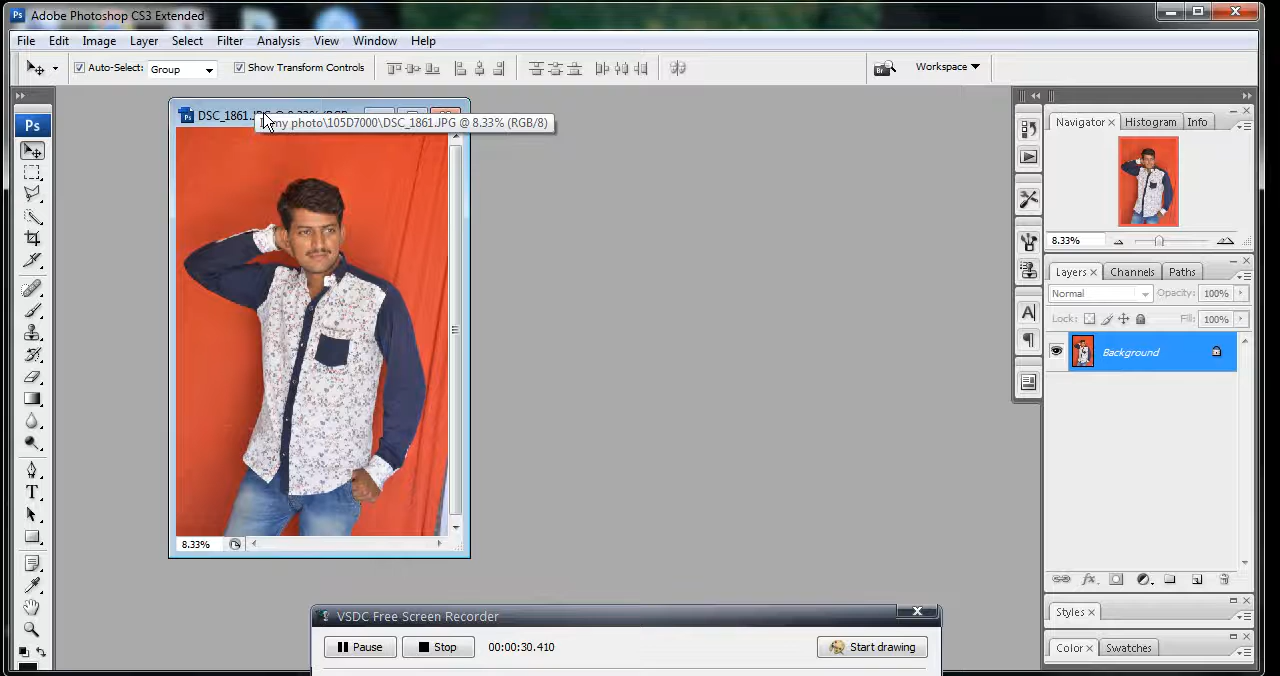 Ps Adobe Photoshop CS3 Extended
File Edit Image Layer Select Filter Analysis View Window Help
Auto-Select: Group Show Transform Controls Br Workspace
DSC_1861.JPG @ 8.33% (RGB
my photo\105D7000\DSC_1861.JPG @ 8.33% (RGB/8)
Ps
Navigator Histogram Info
8.33%
Layers Channels Paths
Normal Opacity: 100%
Lock: Fill: 100%
Background
T
A
8.33%
Styles
Color Swatches
VSDC Free Screen Recorder
Pause Stop 00:00:30.410 Start drawing